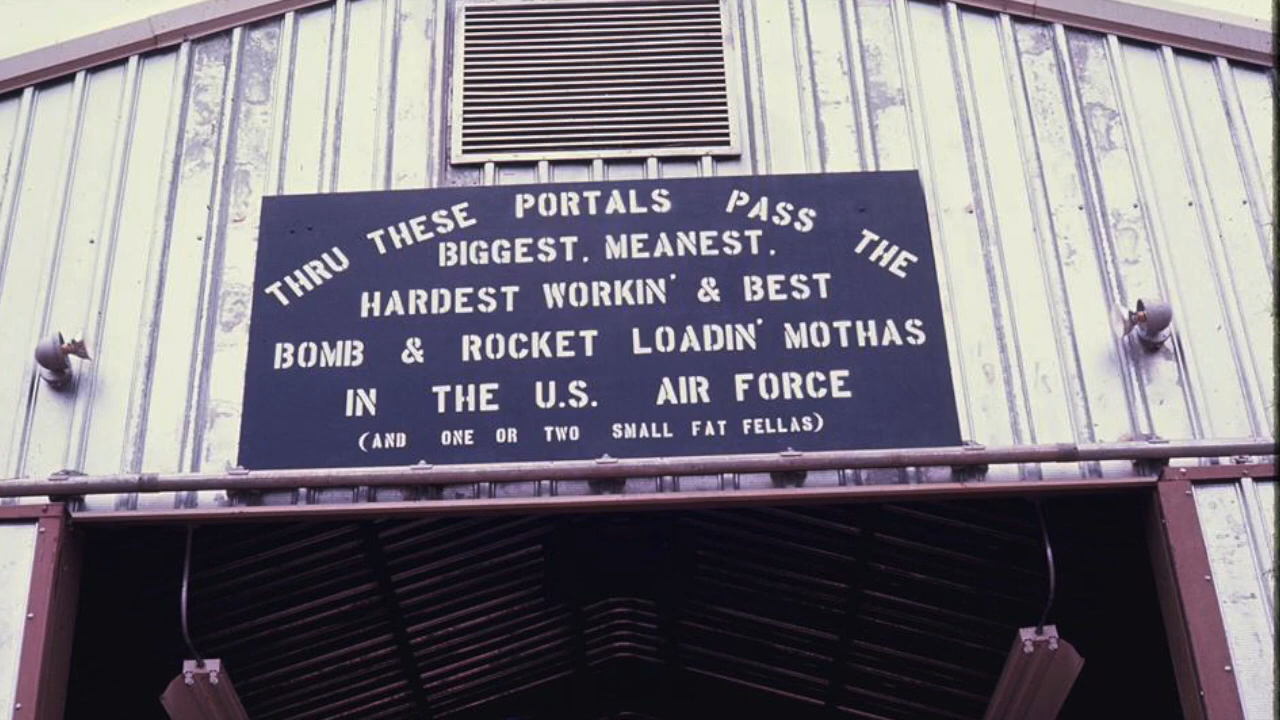 THRU THESE PORTALS PASS THE
BIGGEST. MEANEST.
HARDEST WORKIN' & BEST
BOMB & ROCKET LOADIN' MOTHAS
IN THE U.S. AIR FORCE
(AND ONE OR TWO SMALL FAT FELLAS)